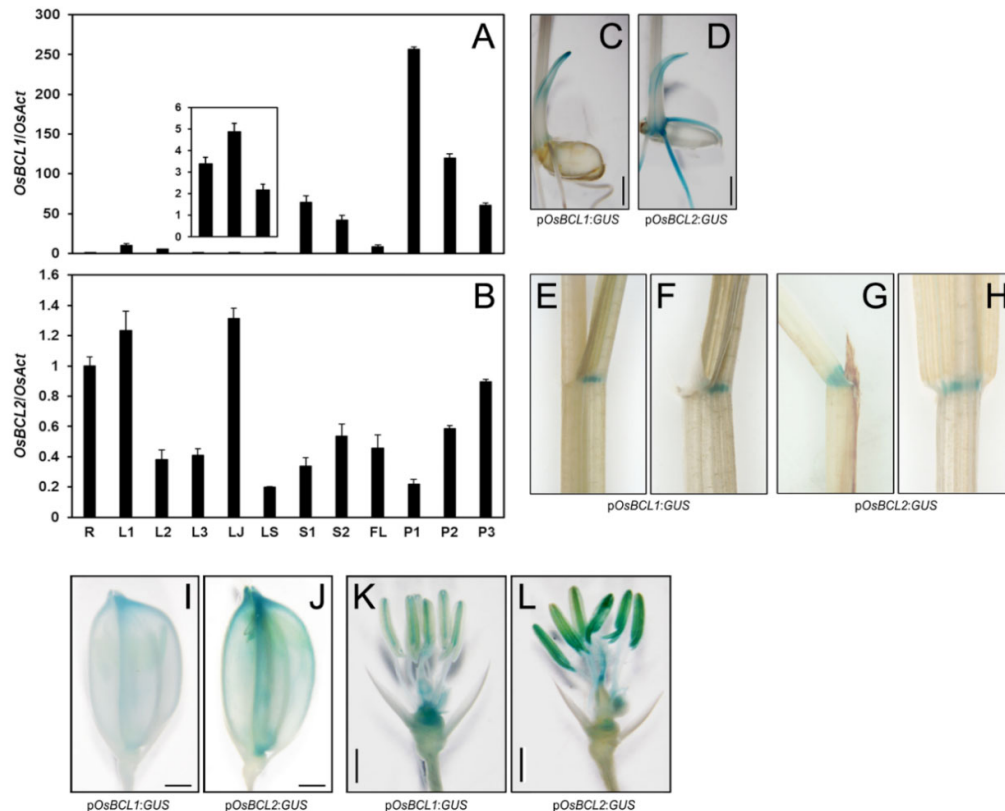 A
OsBCL1/OsAct
300
250
200
150
100
50
0
6
5
4
3
2
1
0
B
OsBCL2/OsAct
1.6
1.4
1.2
1
0.8
0.6
0.4
0.2
0
R L1 L2 L3 LJ LS S1 S2 FL P1 P2 P3
C D
pOsBCL1:GUS pOsBCL2:GUS
E F G H
pOsBCL1:GUS pOsBCL2:GUS
I J K L
pOsBCL1:GUS pOsBCL2:GUS pOsBCL1:GUS pOsBCL2:GUS